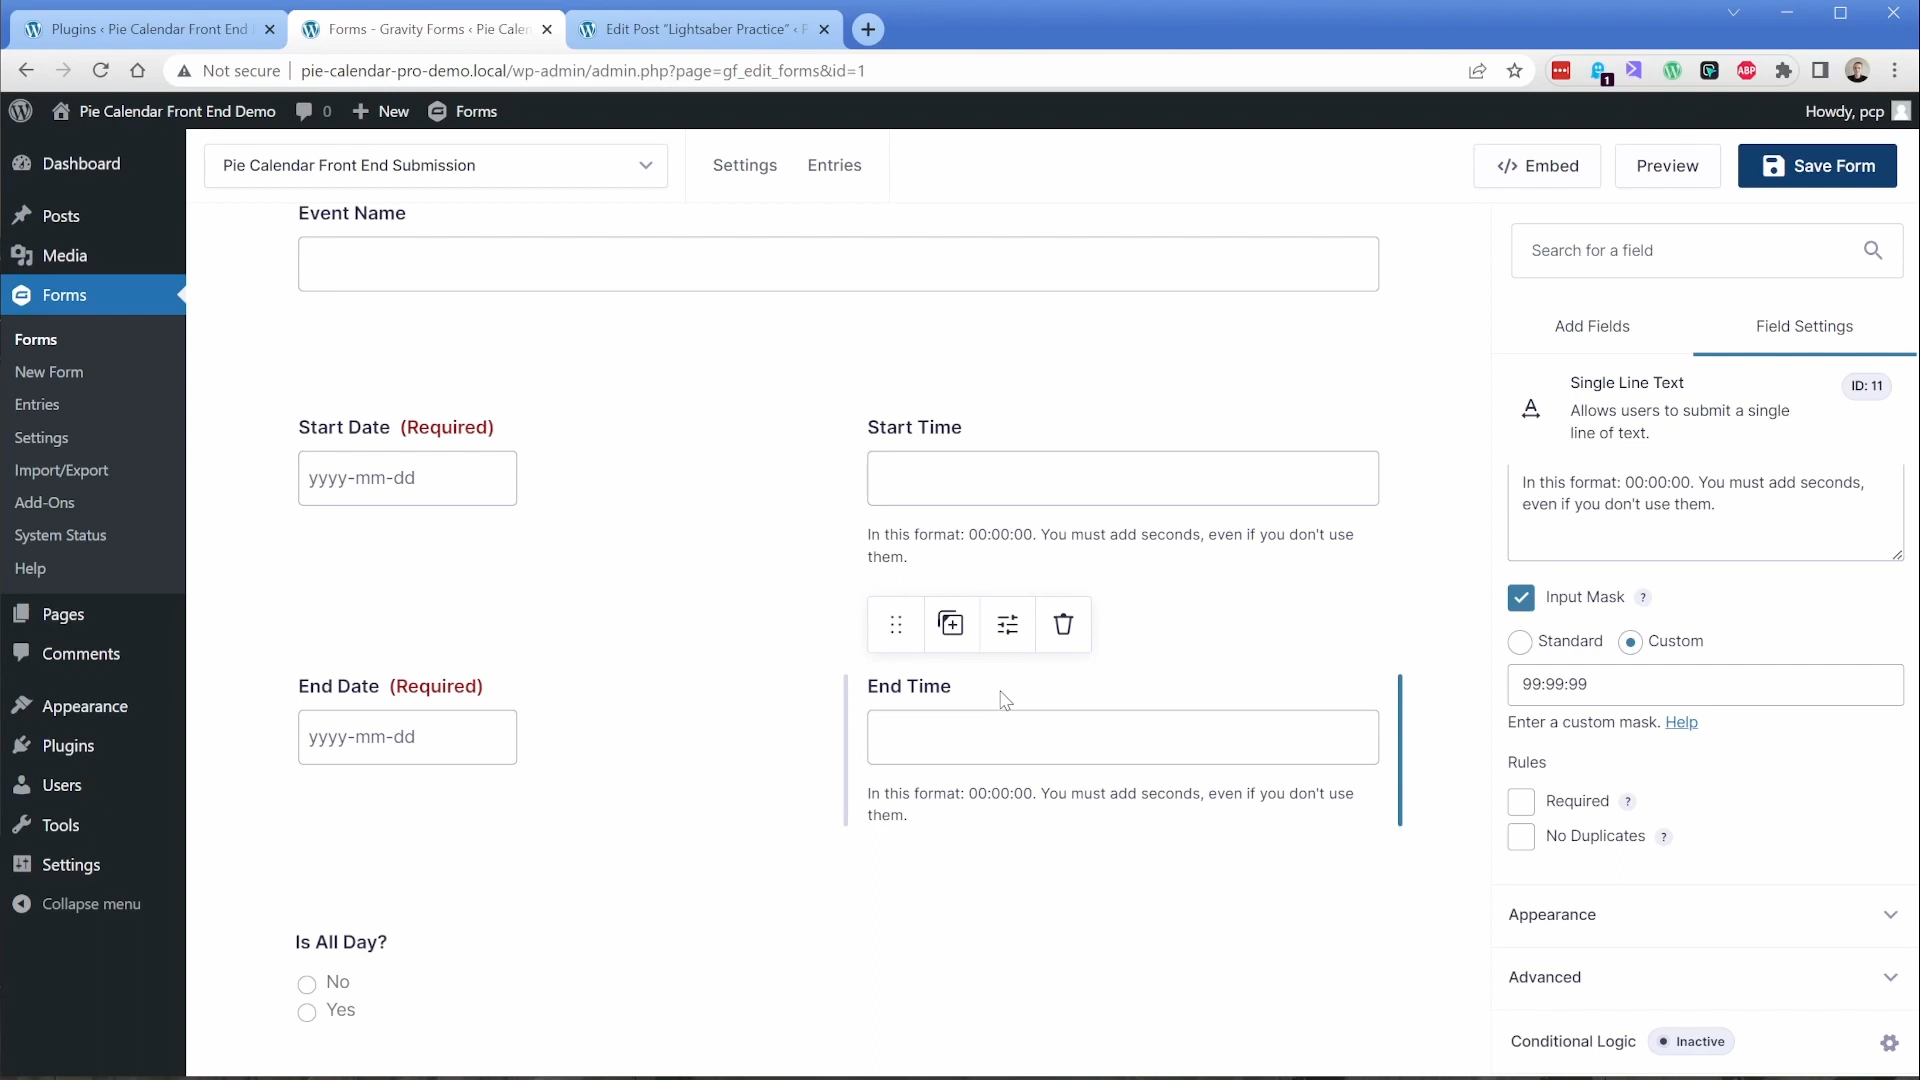 Plugins ‹ Pie Calendar Front End
Forms - Gravity Forms ‹ Pie Calen
Edit Post "Lightsaber Practice" ‹ P
Not secure
pie-calendar-pro-demo.local/wp-admin/admin.php?page=gf_edit_forms&id=1
1
ABP
Pie Calendar Front End Demo
0
New
Forms
Howdy, pcp
Dashboard
Posts
Media
Forms
Forms
New Form
Entries
Settings
Import/Export
Add-Ons
System Status
Help
Pages
Comments
Appearance
Plugins
Users
Tools
Settings
Collapse menu
Pie Calendar Front End Submission
Settings
Entries
</> Embed
Preview
Save Form
Event Name
Start Date (Required)
yyyy-mm-dd
Start Time
In this format: 00:00:00. You must add seconds, even if you don't use
them.
End Date (Required)
yyyy-mm-dd
End Time
In this format: 00:00:00. You must add seconds, even if you don't use
them.
Is All Day?
No
Yes
Search for a field
Add Fields
Field Settings
Single Line Text
ID: 11
Allows users to submit a single
line of text.
In this format: 00:00:00. You must add seconds,
even if you don't use them.
Input Mask ?
Standard
Custom
99:99:99
Enter a custom mask. Help
Rules
Required ?
No Duplicates ?
Appearance
Advanced
Conditional Logic
Inactive